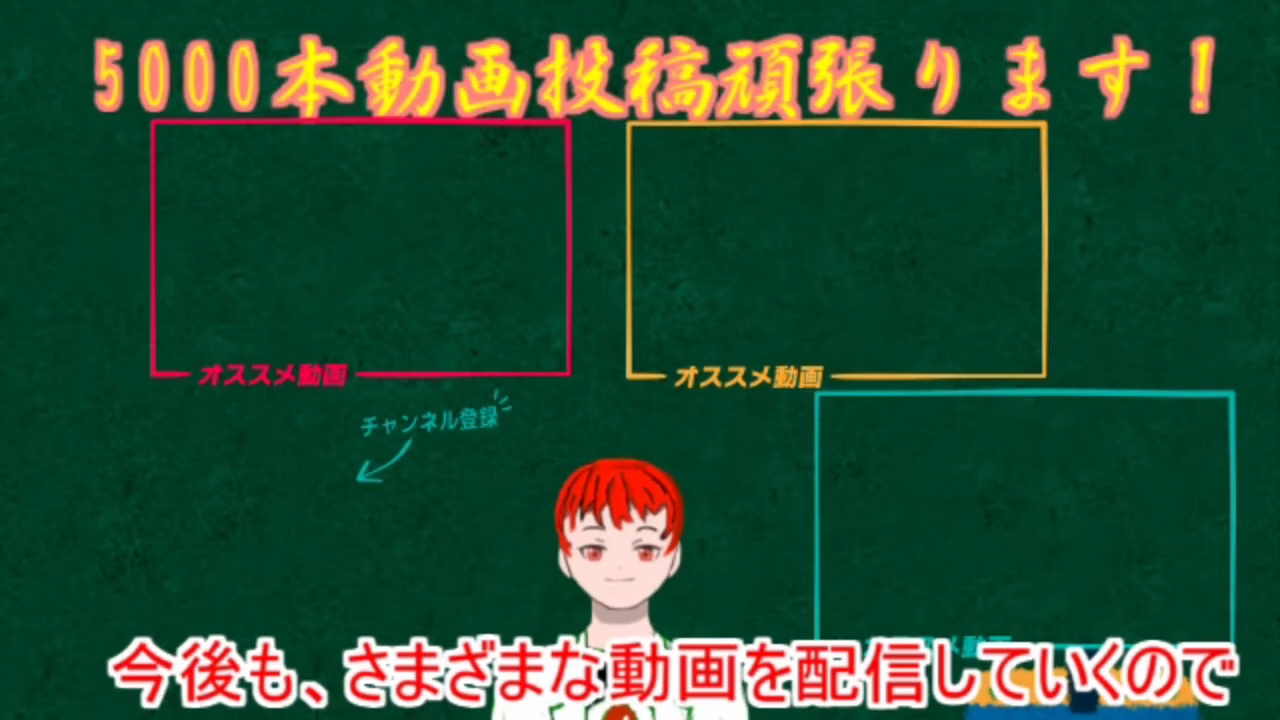 5000本動画投稿頑張ります!
オススメ動画
オススメ動画
チャンネル登録
今後も、さまざまな動画を配信していくので